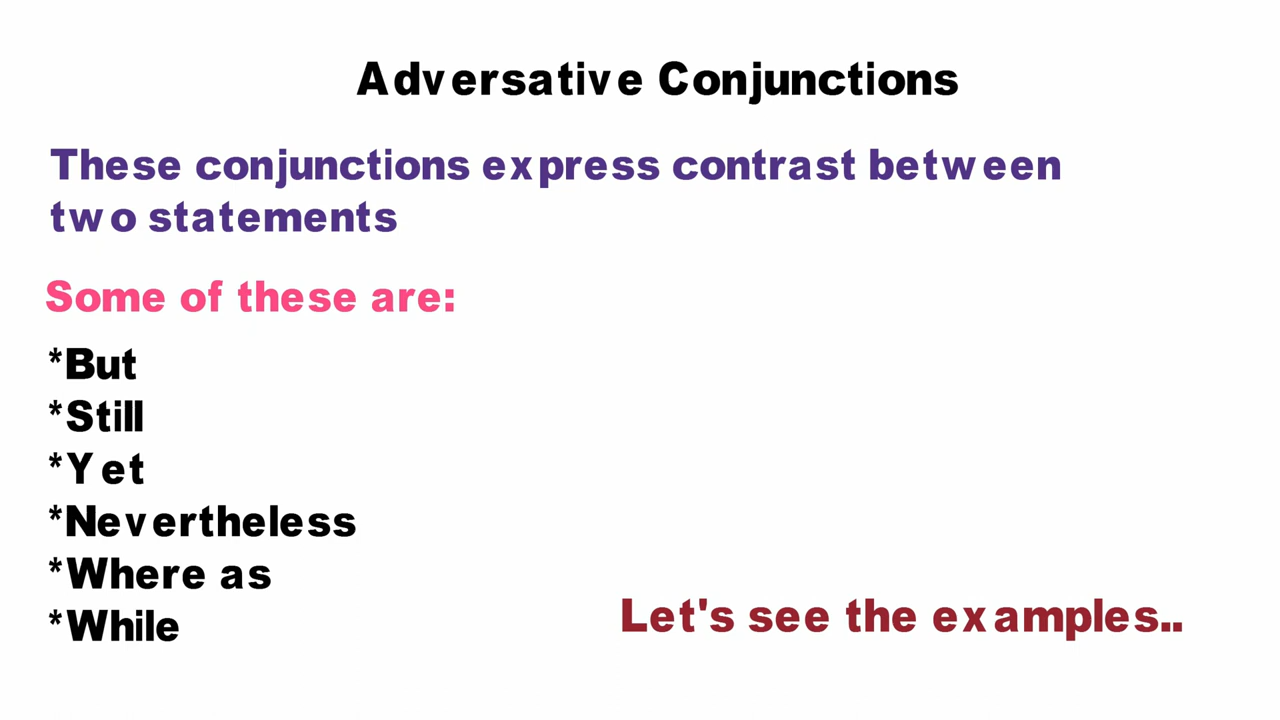 Adversative Conjunctions
These conjunctions express contrast between
two statements
Some of these are:
*But
*Still
*Yet
*Nevertheless
*Where as
*While
Let's see the examples..